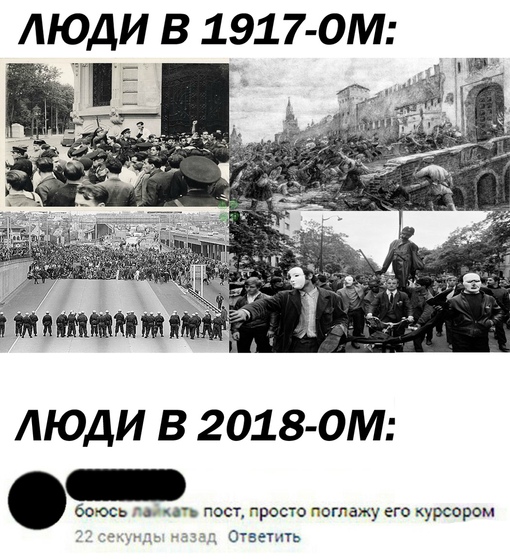 ЛЮДИ В 1917-ОМ:
ЛЮДИ В 2018-ОМ:
боюсь лайкать пост, просто поглажу его курсором
22 секунды назад Ответить